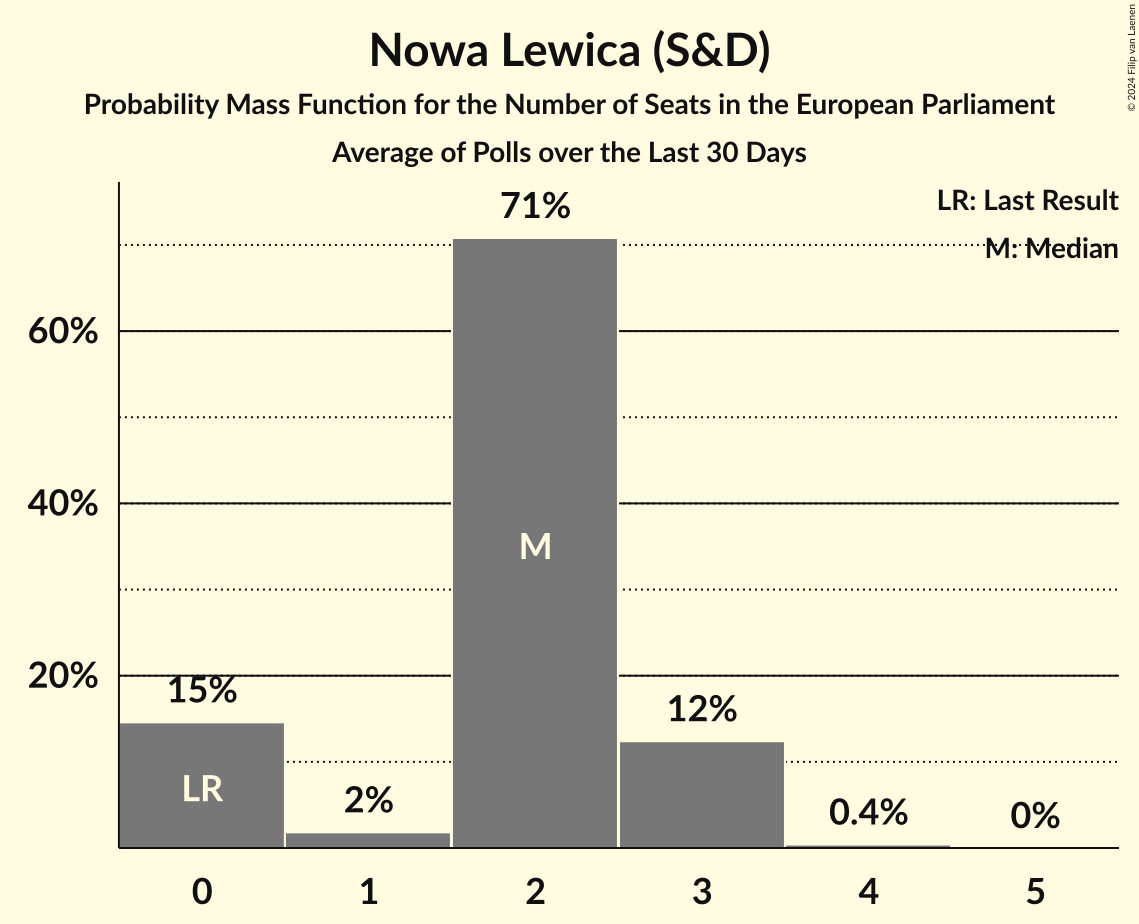 Nowa Lewica (S&D)
Probability Mass Function for the Number of Seats in the European Parliament
Average of Polls over the Last 30 Days
© 2024 Filip van Laenen
LR: Last Result
M: Median
71%
60%
40%
20%
15%
2%
12%
0.4%
0%
M
LR
0
1
2
3
4
5